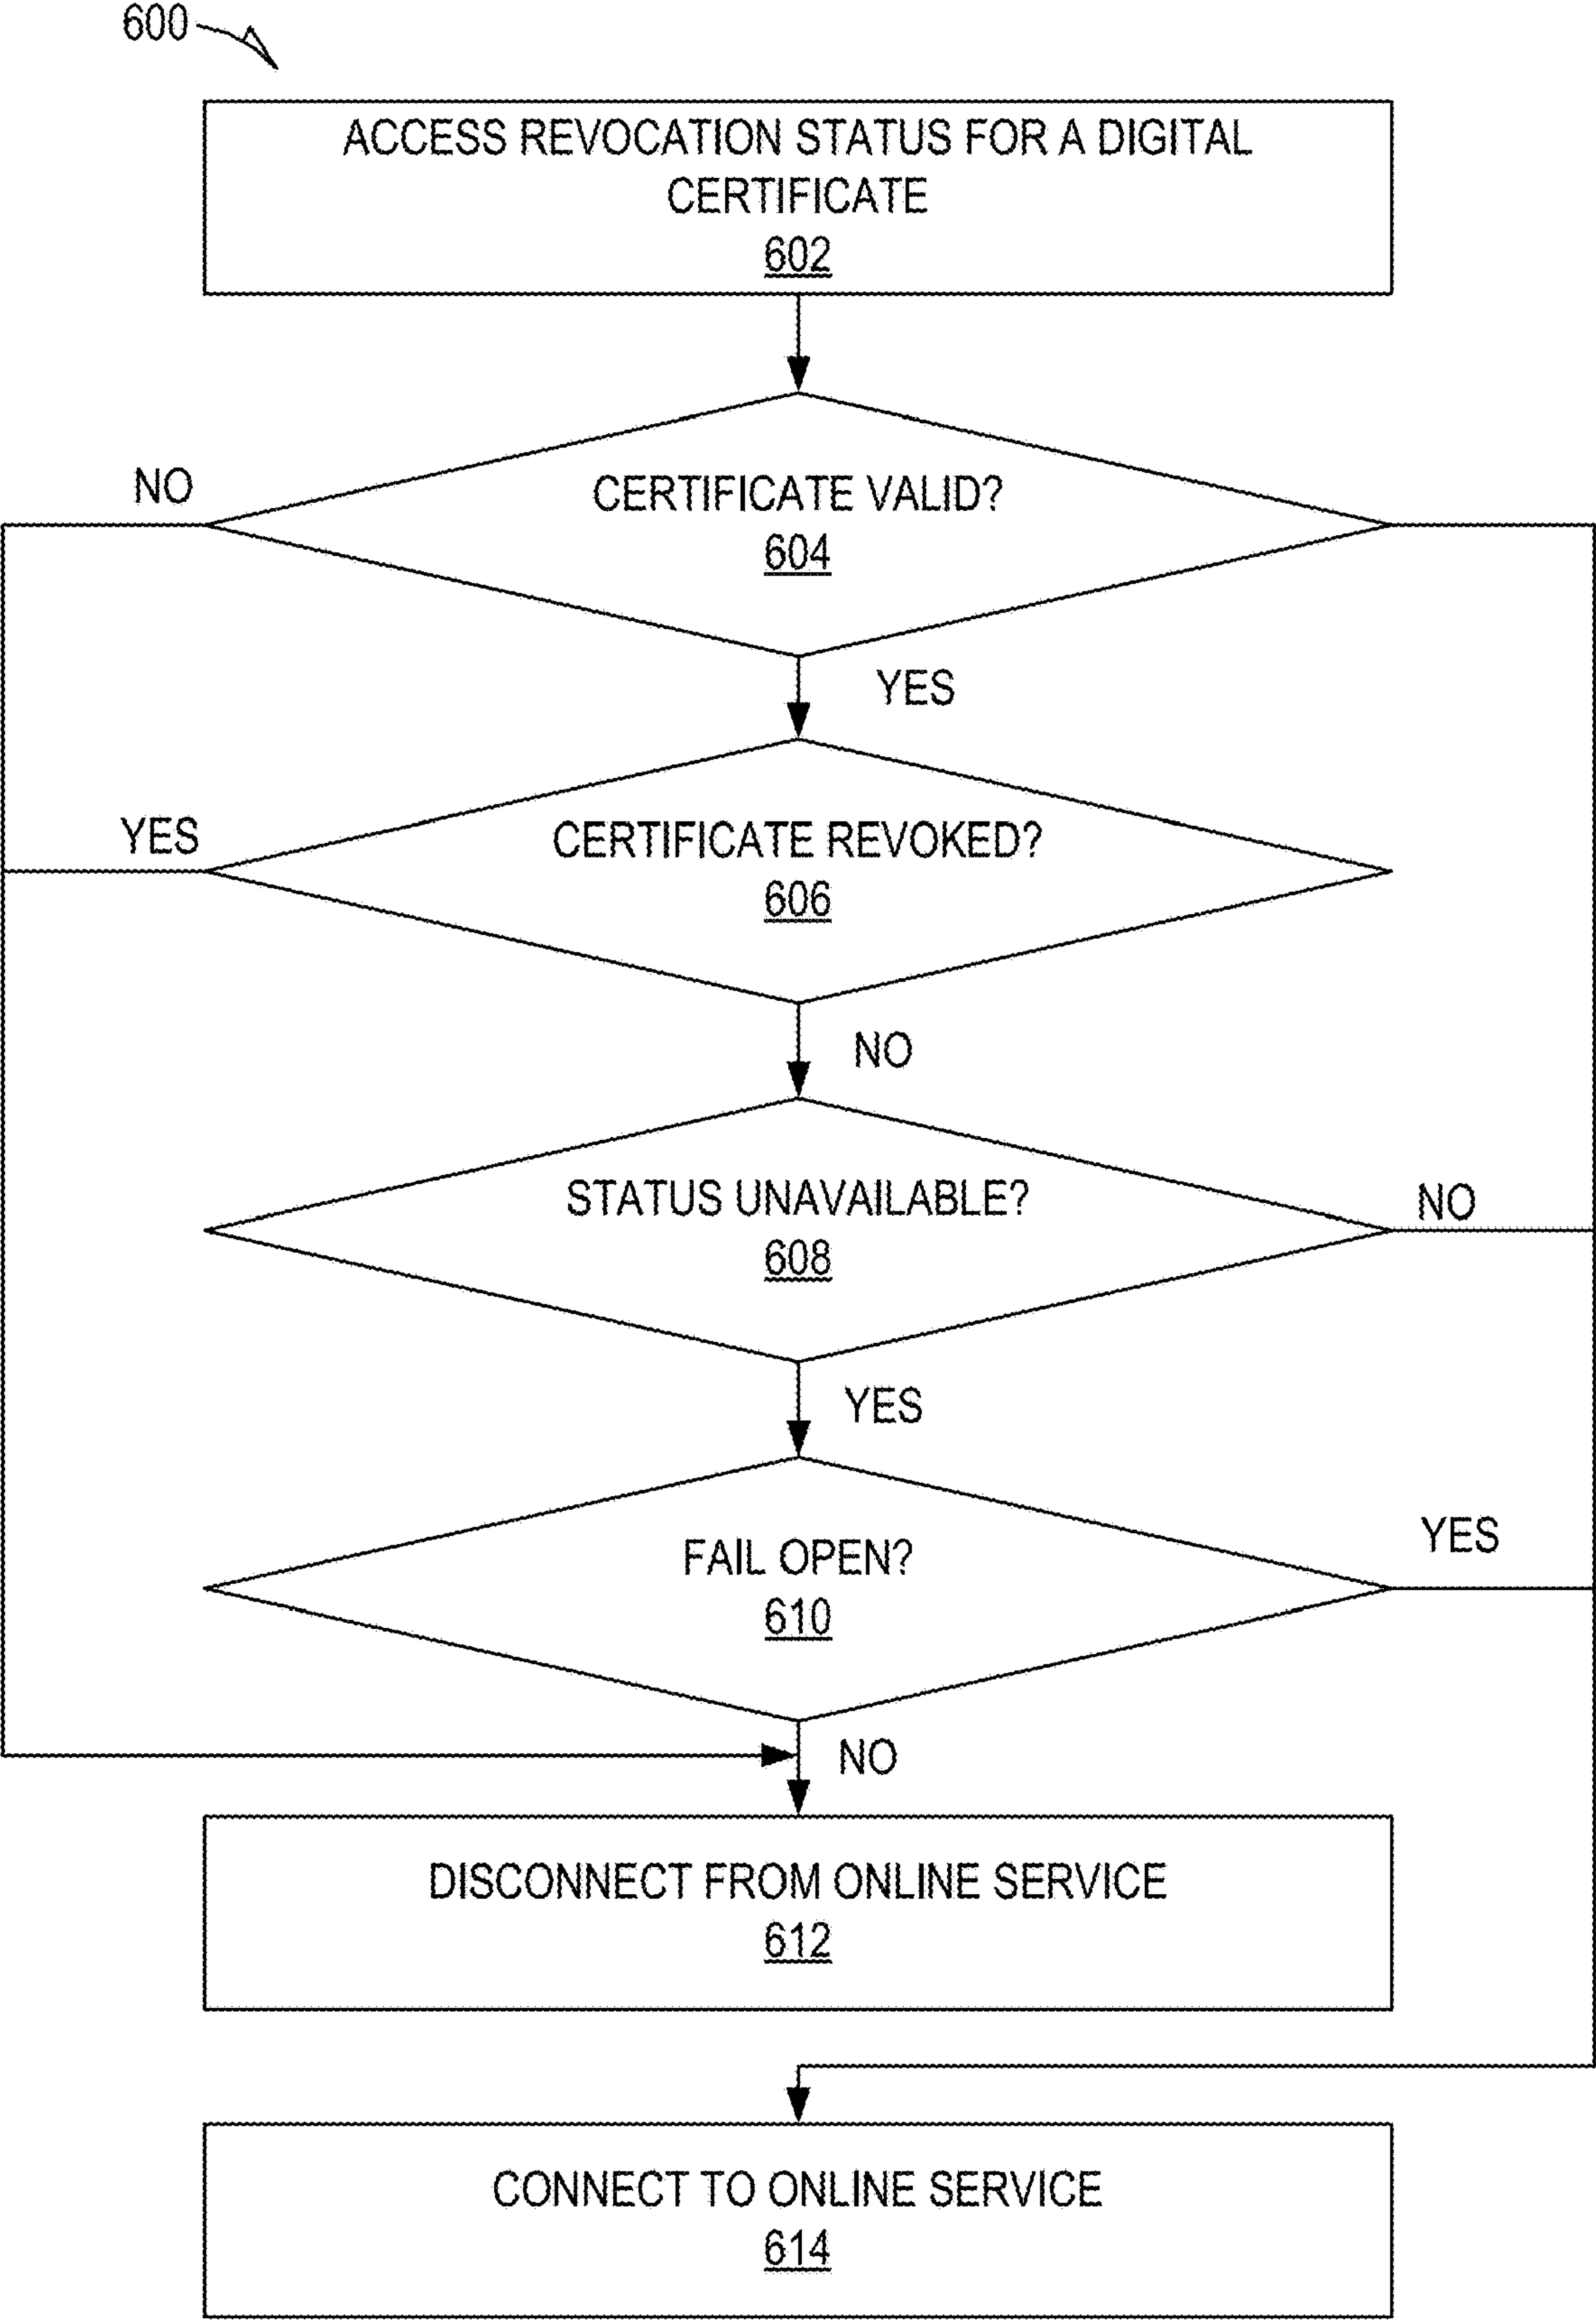 600
ACCESS REVOCATION STATUS FOR A DIGITAL
CERTIFICATE
602
NO
CERTIFICATE VALID?
604
YES
YES
CERTIFICATE REVOKED?
606
NO
STATUS UNAVAILABLE?
608
NO
YES
FAIL OPEN?
610
YES
NO
DISCONNECT FROM ONLINE SERVICE
612
CONNECT TO ONLINE SERVICE
614